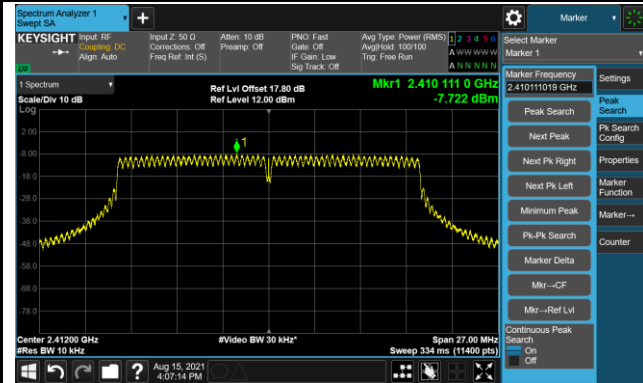 Spectrum Analyzer 1
Swept SA
Marker
KEYSIGHT
Input: RF
Coupling: DC
Align: Auto
Input Z: 50 Ω
Corrections: Off
Freq Ref: Int (S)
Atten: 10 dB
Preamp: Off
PNO: Fast
Gate: Off
IF Gain: Low
Sig Track: Off
Avg Type: Power (RMS)
Avg|Hold: 100/100
Trig: Free Run
1 2 3 4 5 6
A W W W W W
A N N N N N
Select Marker
Marker 1
1 Spectrum
Scale/Div 10 dB
Log
Ref Lvl Offset 17.80 dB
Ref Level 12.00 dBm
Mkr1 2.410 111 0 GHz
-7.722 dBm
Marker Frequency
2.410111019 GHz
Settings
Peak Search
Peak
Search
Next Peak
Pk Search
Config
Next Pk Right
Properties
Next Pk Left
Marker
Function
Minimum Peak
Marker→
Pk-Pk Search
Counter
Marker Delta
Mkr→CF
Mkr→Ref Lvl
Continuous Peak
Search
On
Off
2.00
-8.00
-18.0
-28.0
-38.0
-48.0
-58.0
-68.0
-78.0
1
Center 2.41200 GHz
#Res BW 10 kHz
#Video BW 30 kHz*
Span 27.00 MHz
Sweep 334 ms (11400 pts)
?
Aug 15, 2021
4:07:14 PM